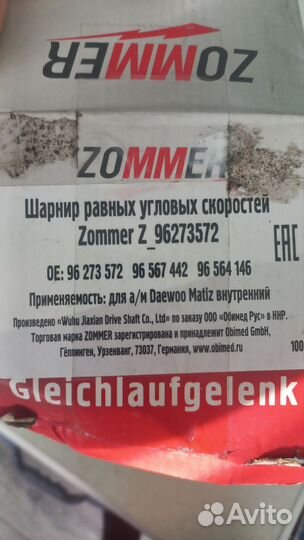 ZOMMER
ZOMMER
Шарнир равных угловых скоростей
Zommer Z_96273572
OE: 96 273 572 96 567 442 96 564 146
Применяемость: для а/м Daewoo Matiz внутренний
Произведено «Wuhu Jiaxian Drive Shaft Co., Ltd» по заказу ООО «Обимед Рус» в КНР.
Торговая марка ZOMMER зарегистрирована и принадлежит Obimed GmbH,
Гёппинген, Урзенванг, 73037, Германия, www.obimed.ru
EAC
100
Gleichlaufgelenk
Avito